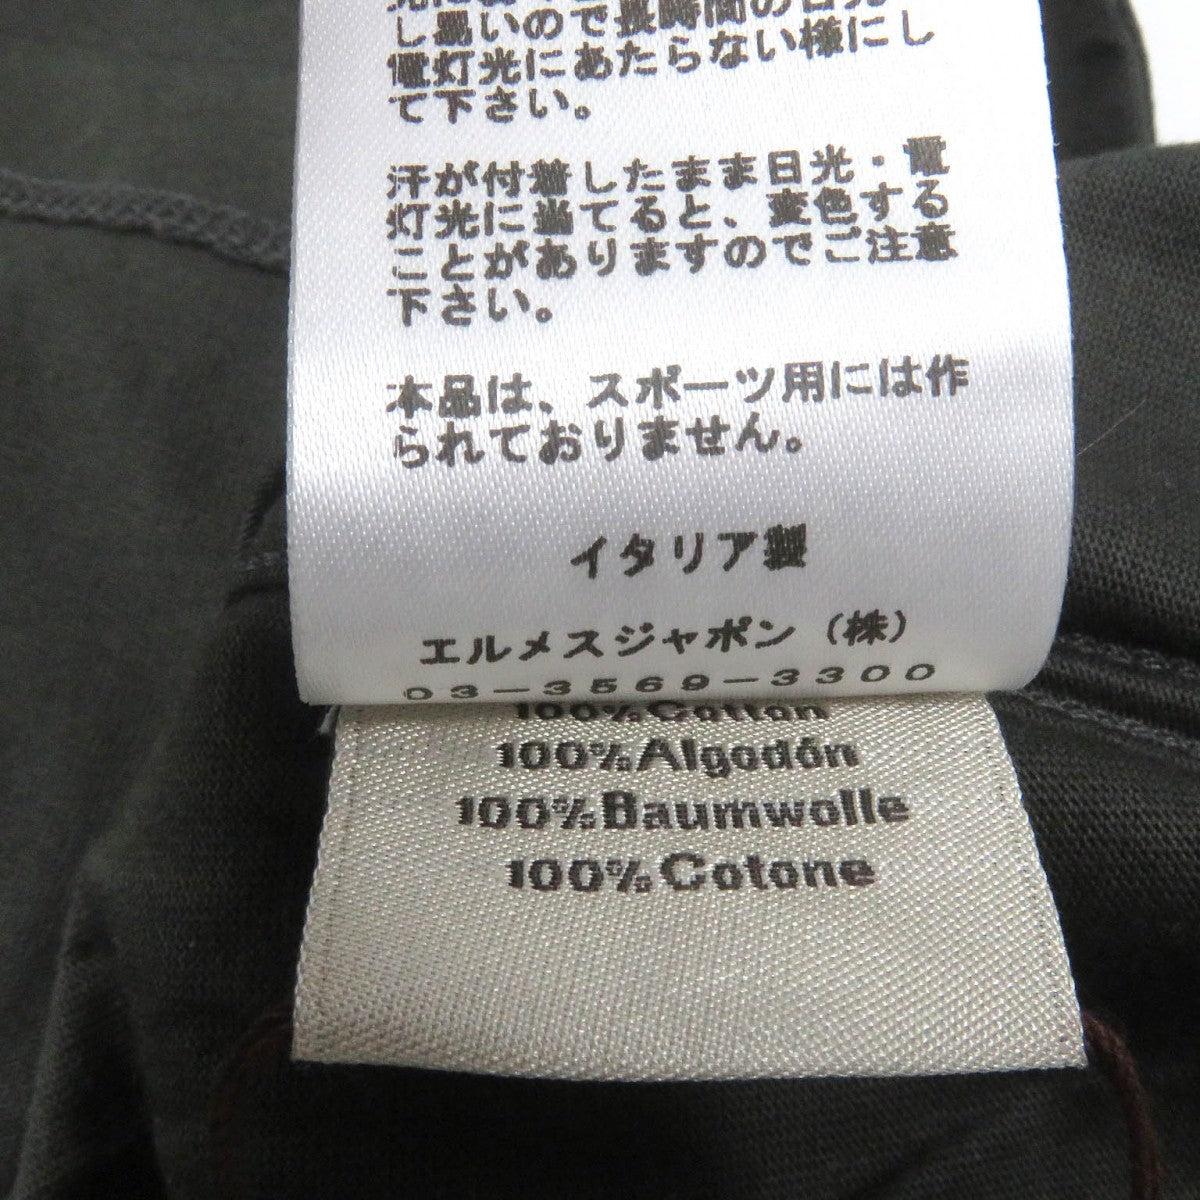 し易いので長時間の日光
電灯光にあたらない様にし
て下さい。
汗が付着したまま日光・電
灯光に当てると、変色する
ことがありますのでご注意
下さい。
本品は、スポーツ用には作
られておりません。
イタリア製
エルメスジャポン（株）
03-3569-3300
100%Cotton
100%Algodón
100%Baumwolle
100%Cotone